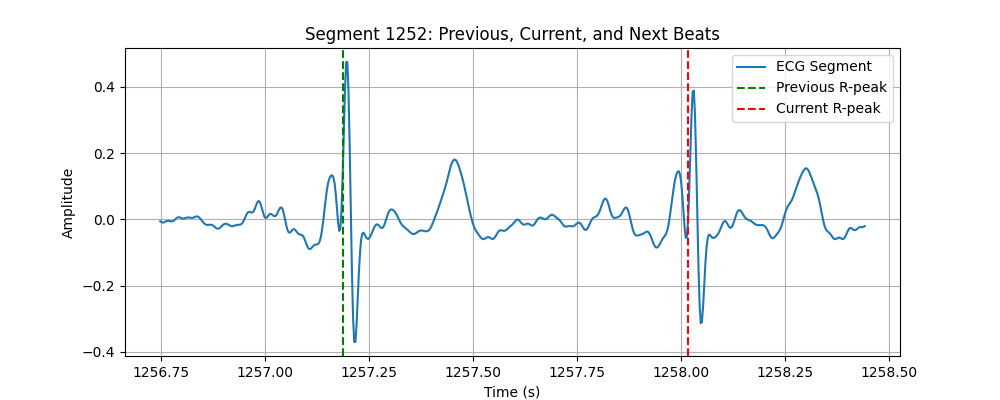 Segment 1252: Previous, Current, and Next Beats
ECG Segment
Previous R-peak
Current R-peak
Amplitude
0.4
0.2
0.0
−0.2
−0.4
1256.75 1257.00 1257.25 1257.50 1257.75 1258.00 1258.25 1258.50
Time (s)